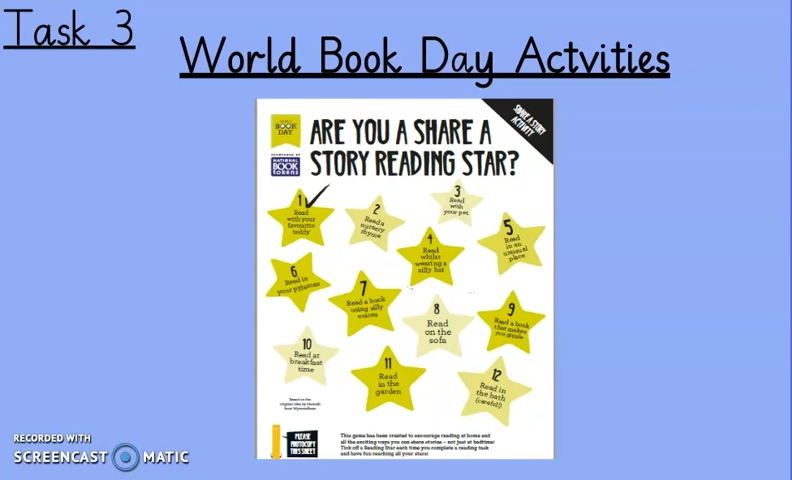 Task 3
World Book Day Actvities
SHARE A STORY
ACTIVITY
WORLD
BOOK
DAY
ARE YOU A SHARE A
STORY READING STAR?
NATIONAL
BOOK
tokens
1
Read
with your
favourite
teddy
2
Read a
nursery
rhyme
3
Read
with
your pet
4
Read
whilst
wearing a
silly hat
5
Read
in an
unusual
place
6
Read in
your pyjamas
7
Read a book
using silly
voices
8
Read
on the
sofa
9
Read a book
that makes
you giggle
10
Read at
breakfast
time
11
Read
in the
garden
12
Read in
the bath
(careful!)
Based on the
original idea by
from
PLEASE
PHOTOCOPY
THIS SHEET
This game has been created to encourage reading at home and
all the exciting ways you can share stories – not just at bedtime!
Tick off a Reading Star each time you complete a reading task
and have fun reaching all your stars!
RECORDED WITH
SCREENCAST MATIC